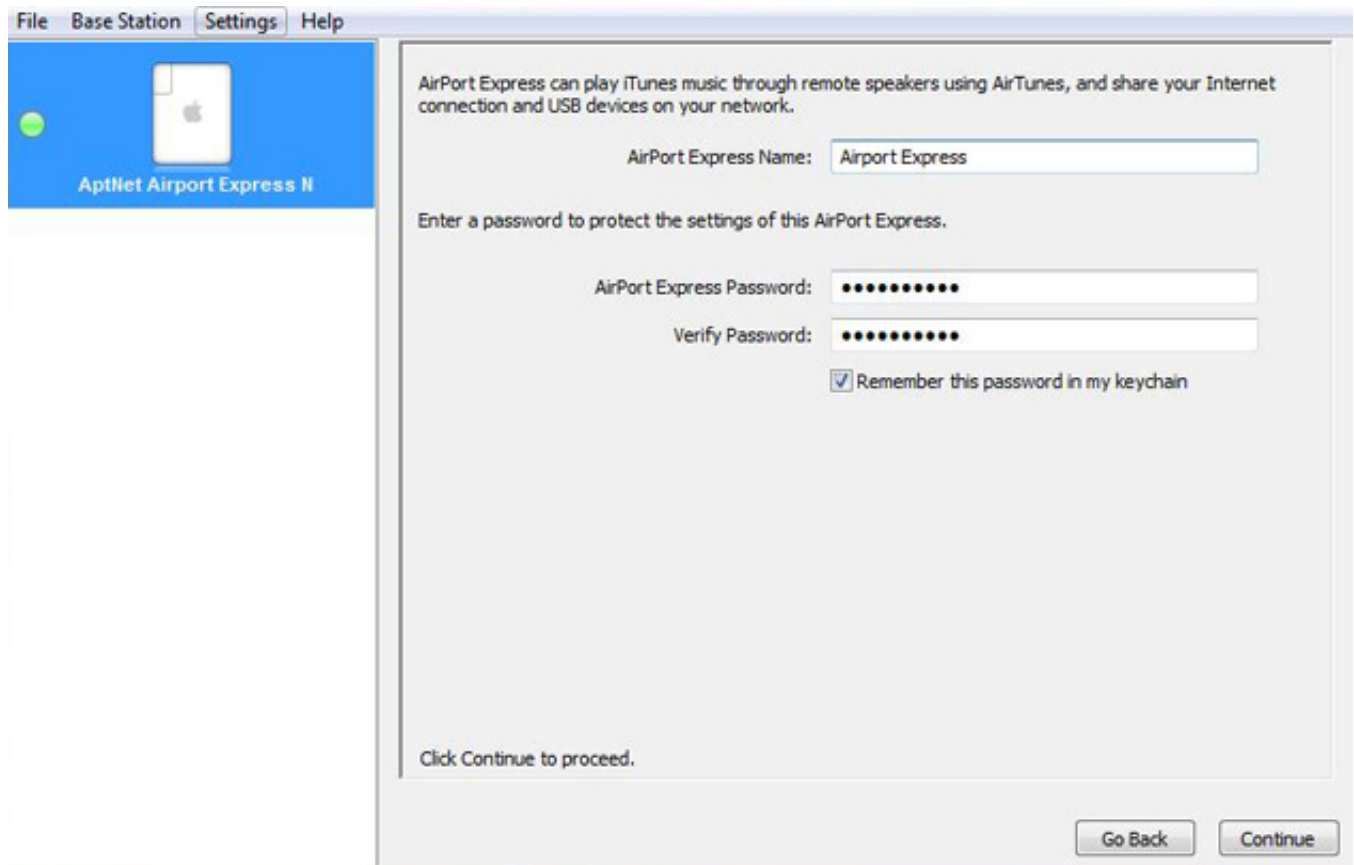 File Base Station Settings Help
AptNet Airport Express N
AirPort Express can play iTunes music through remote speakers using AirTunes, and share your Internet
connection and USB devices on your network.
AirPort Express Name: Airport Express
Enter a password to protect the settings of this AirPort Express.
AirPort Express Password: ••••••••••
Verify Password: ••••••••••
Remember this password in my keychain
Click Continue to proceed.
Go Back Continue